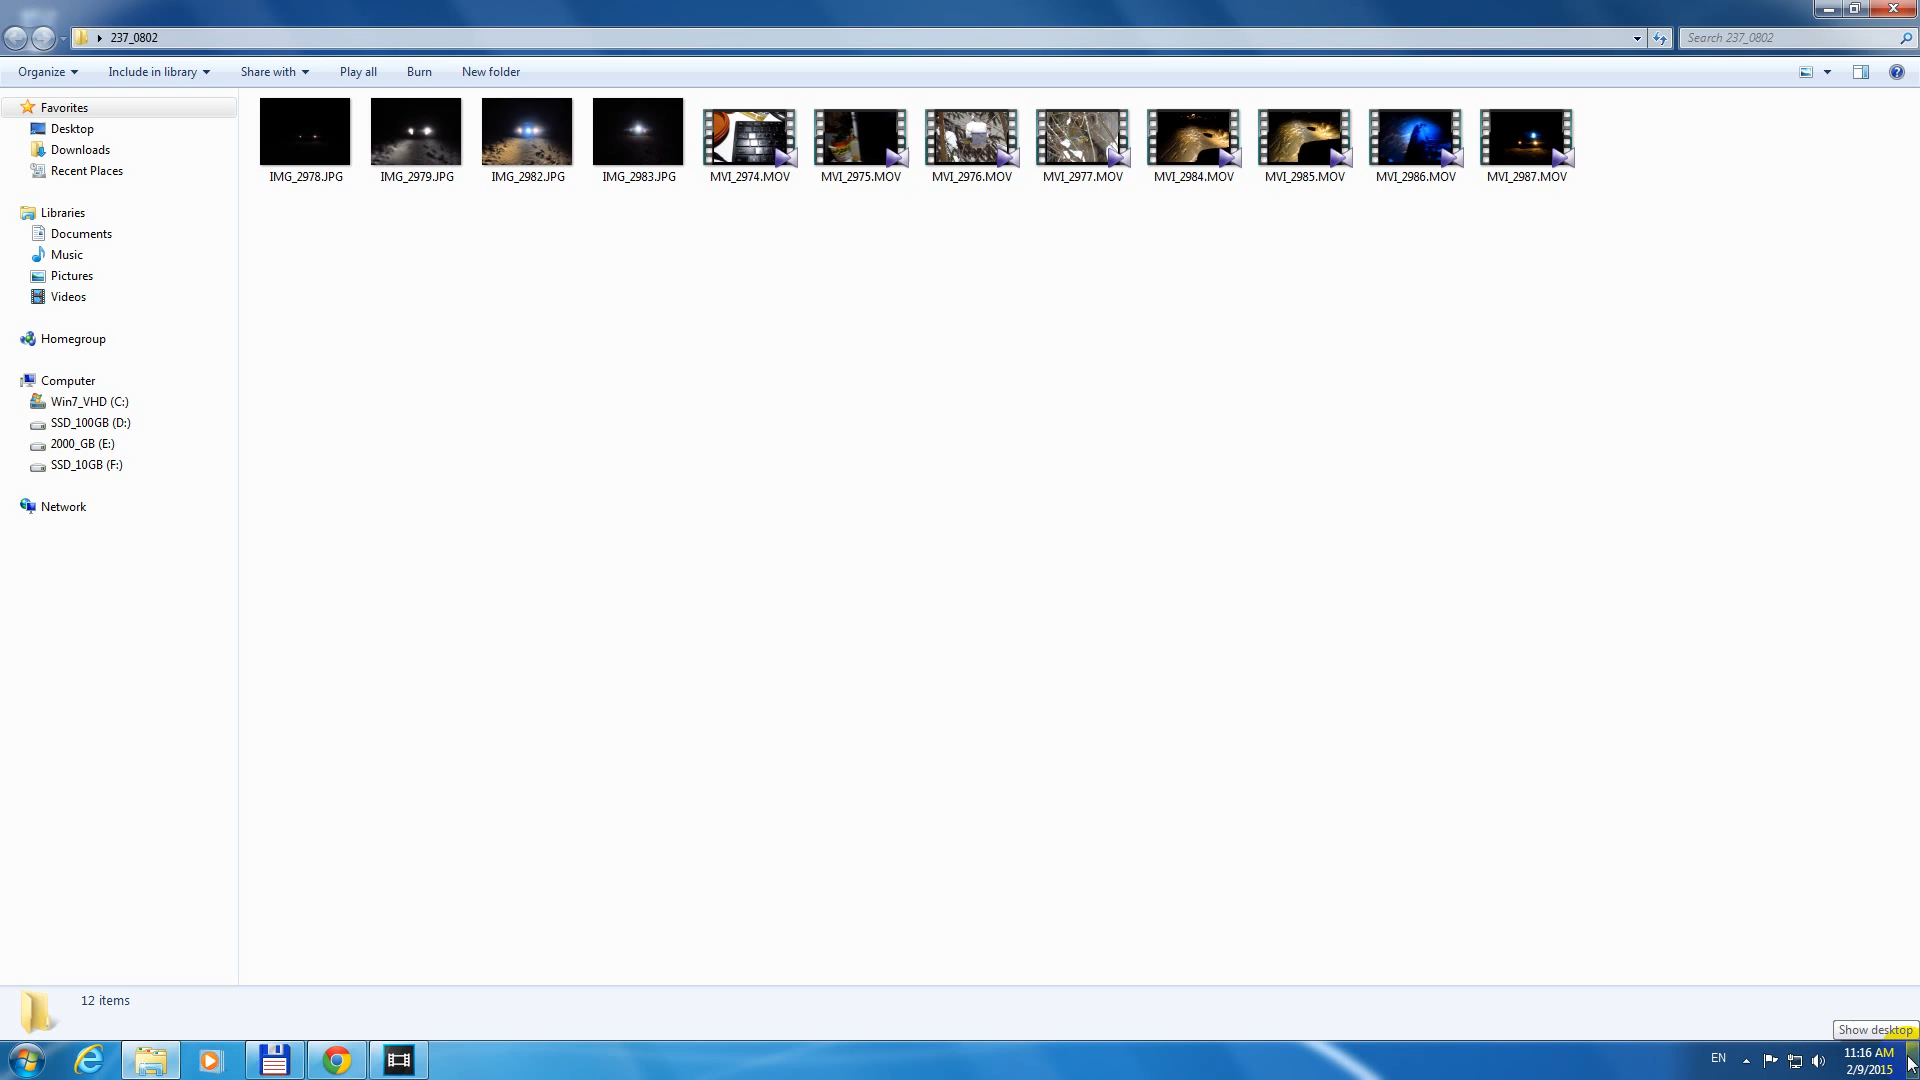 237_0802
Search 237_0802
Organize Include in library Share with Play all Burn New folder
Favorites
Desktop
Downloads
Recent Places
Libraries
Documents
Music
Pictures
Videos
Homegroup
Computer
Win7_VHD (C:)
SSD_100GB (D:)
2000_GB (E:)
SSD_10GB (F:)
Network
IMG_2978.JPG IMG_2979.JPG IMG_2982.JPG IMG_2983.JPG MVI_2974.MOV MVI_2975.MOV MVI_2976.MOV MVI_2977.MOV MVI_2984.MOV MVI_2985.MOV MVI_2986.MOV MVI_2987.MOV
12 items
Show desktop
EN
11:16 AM
2/9/2015